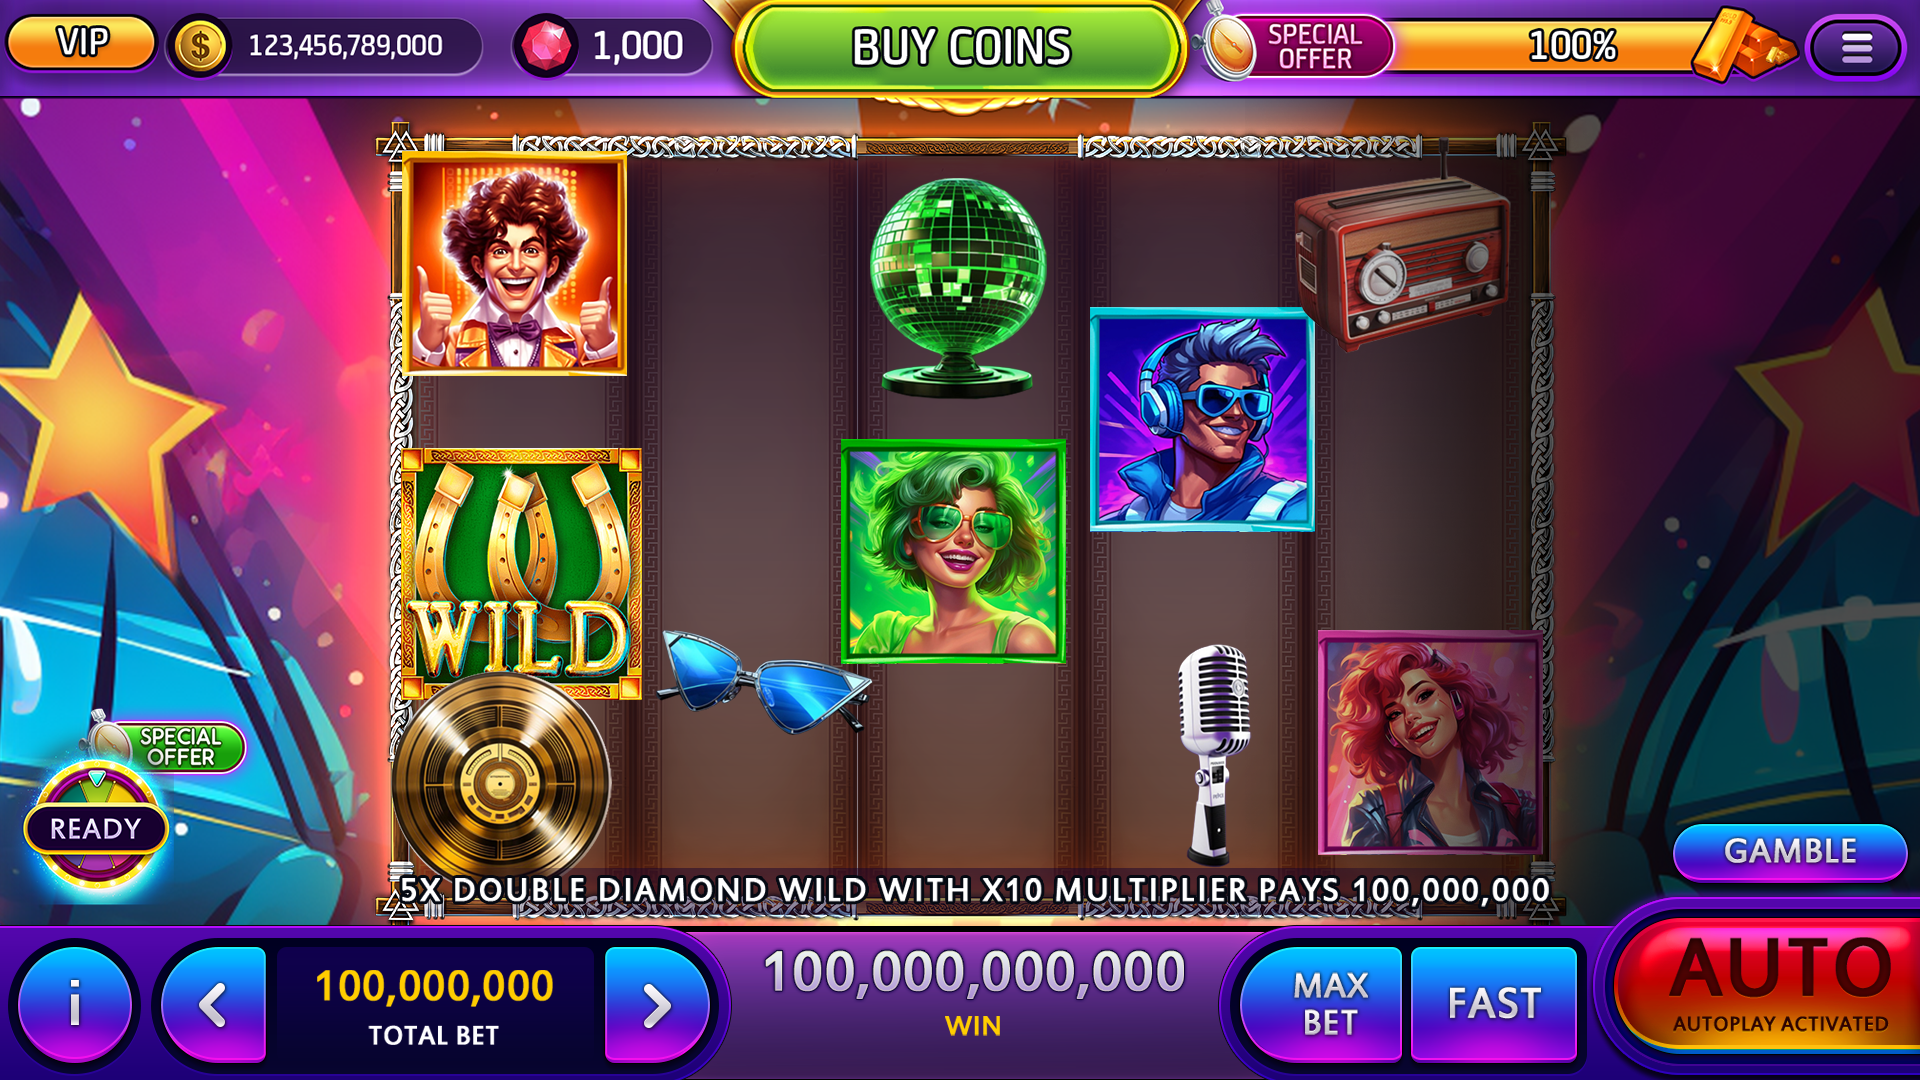 VIP
123,456,789,000
1,000
BUY COINS
SPECIAL
OFFER
100%
WILD
SPECIAL
OFFER
READY
GAMBLE
5X DOUBLE DIAMOND WILD WITH X10 MULTIPLIER PAYS 100,000,000
i
100,000,000
TOTAL BET
100,000,000,000
WIN
MAX
BET
FAST
AUTO
AUTOPLAY ACTIVATED